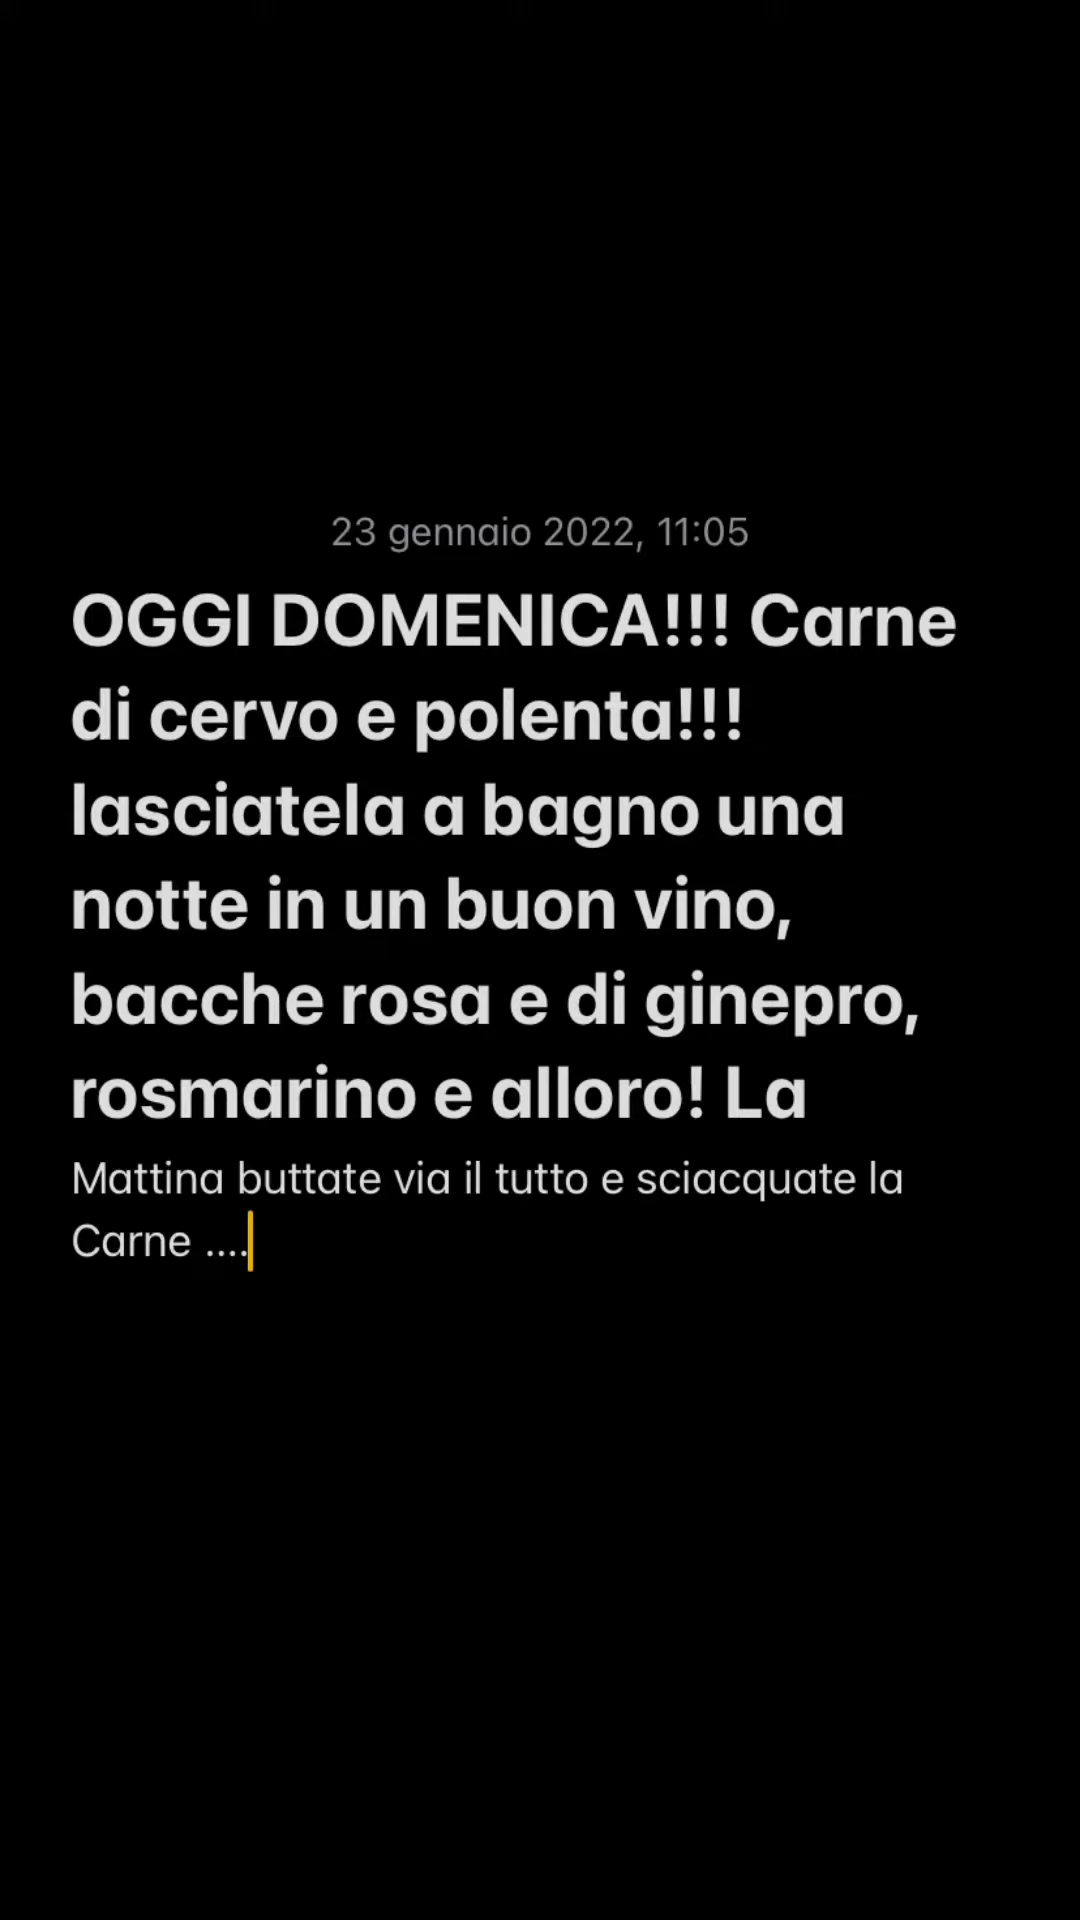 23 gennaio 2022, 11:05
OGGI DOMENICA!!! Carne
di cervo e polenta!!!
lasciatela a bagno una
notte in un buon vino,
bacche rosa e di ginepro,
rosmarino e alloro! La
Mattina buttate via il tutto e sciacquate la
Carne ....